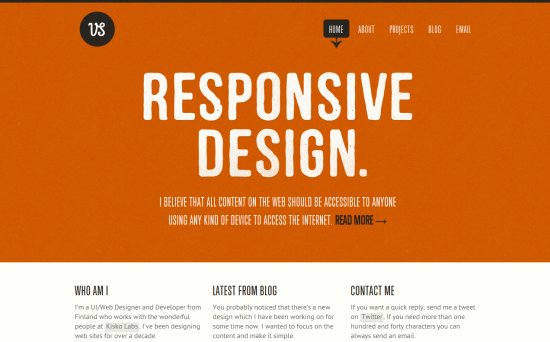 VS
HOME ABOUT PROJECTS BLOG EMAIL
RESPONSIVE
DESIGN.
I BELIEVE THAT ALL CONTENT ON THE WEB SHOULD BE ACCESSIBLE TO ANYONE
USING ANY KIND OF DEVICE TO ACCESS THE INTERNET. READ MORE →
WHO AM I
I'm a UI/Web Designer and Developer from
Finland who works with the wonderful
people at Kisko Labs. I've been designing
web sites for over a decade.
LATEST FROM BLOG
You probably noticed that there's a new
design which I have been working on for
some time now. I wanted to focus on the
content and make it simple.
CONTACT ME
If you want a quick reply, send me a tweet
on Twitter. If you need more than one
hundred and forty characters you can
always send an email.